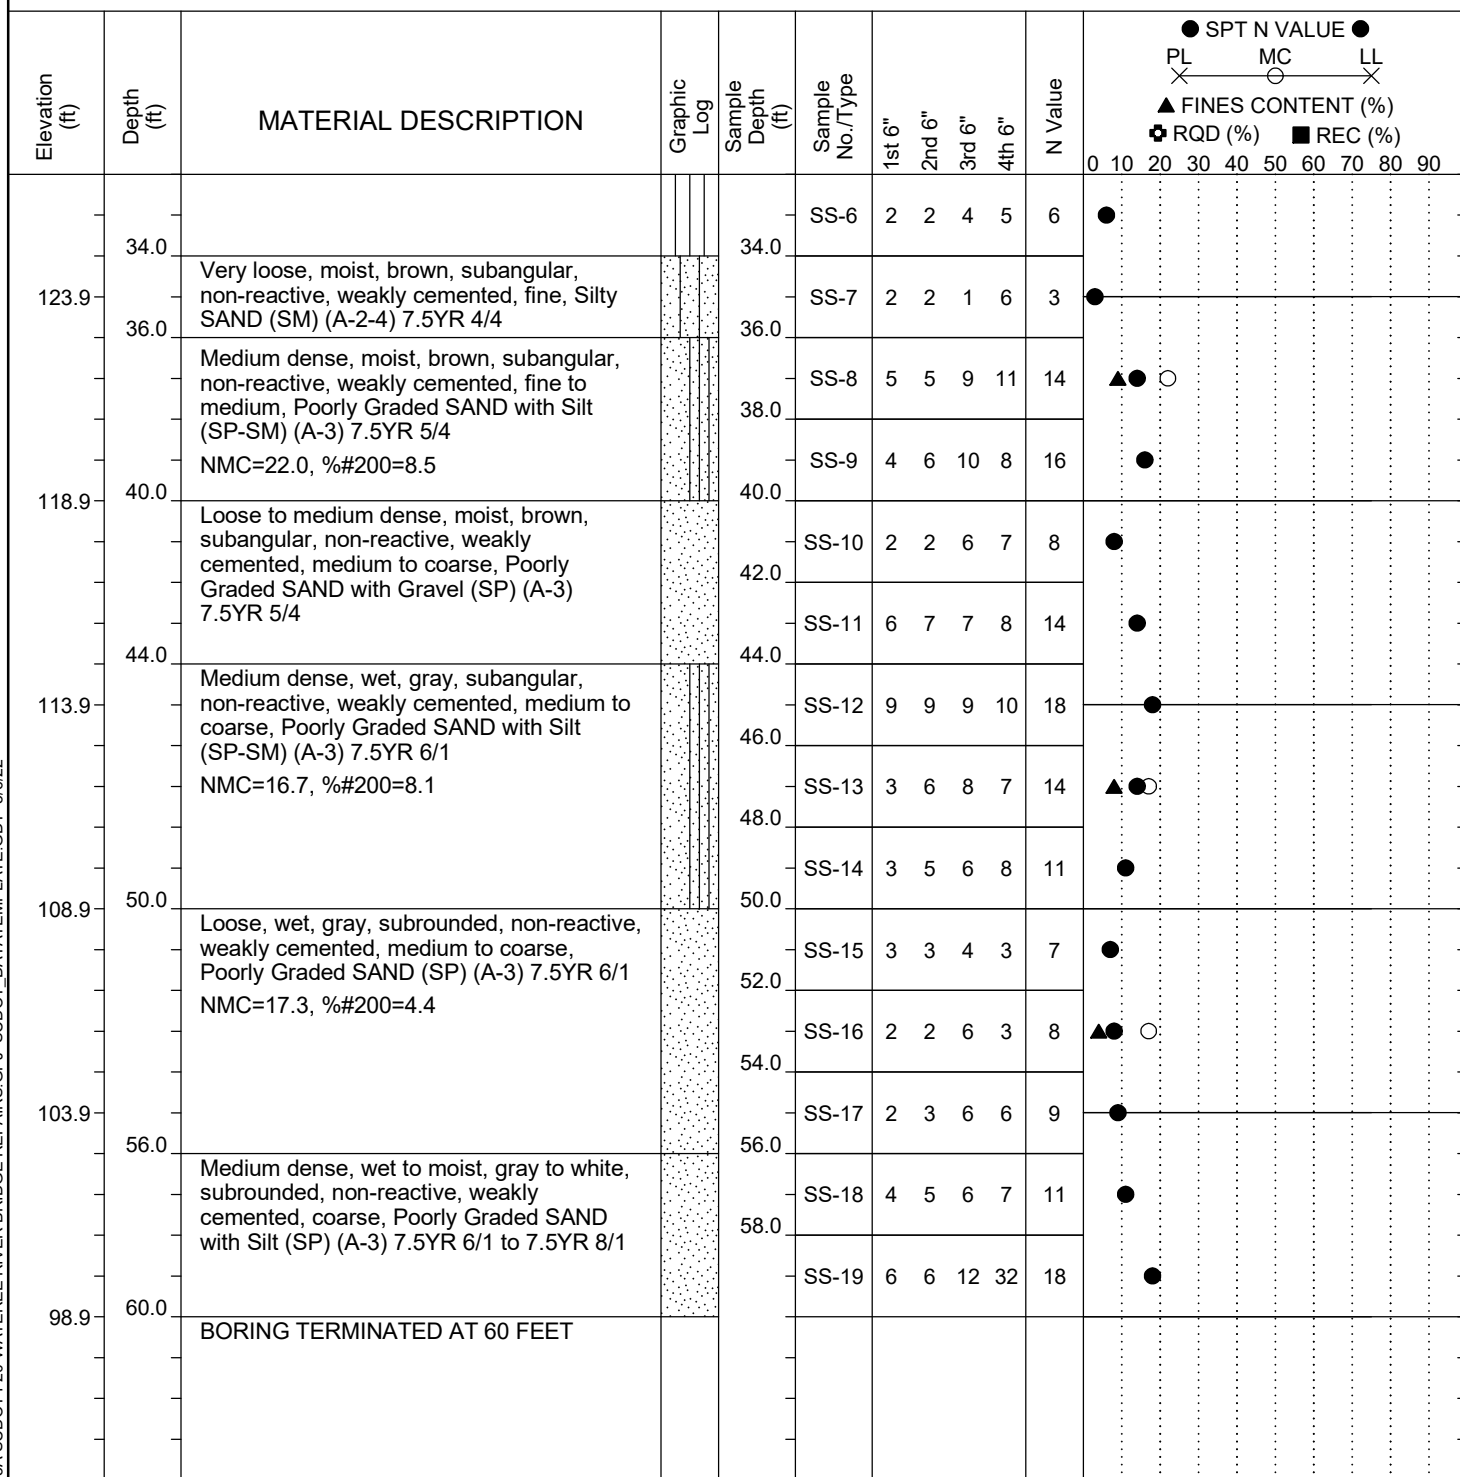 ● SPT N VALUE ●
PL MC LL
▲ FINES CONTENT (%)
RQD (%) ■ REC (%)
Elevation (ft) Depth (ft) MATERIAL DESCRIPTION Graphic Log Sample Depth (ft) Sample No./Type 1st 6" 2nd 6" 3rd 6" 4th 6" N Value 0 10 20 30 40 50 60 70 80 90
SS-6 2 2 4 5 6
34.0 34.0
Very loose, moist, brown, subangular,
123.9 non-reactive, weakly cemented, fine, Silty SS-7 2 2 1 6 3
SAND (SM) (A-2-4) 7.5YR 4/4
36.0 36.0
Medium dense, moist, brown, subangular,
non-reactive, weakly cemented, fine to SS-8 5 5 9 11 14
medium, Poorly Graded SAND with Silt
38.0
(SP-SM) (A-3) 7.5YR 5/4
NMC=22.0, %#200=8.5 SS-9 4 6 10 8 16
118.9 40.0 40.0
Loose to medium dense, moist, brown,
subangular, non-reactive, weakly SS-10 2 2 6 7 8
cemented, medium to coarse, Poorly
42.0
Graded SAND with Gravel (SP) (A-3)
7.5YR 5/4 SS-11 6 7 7 8 14
44.0 44.0
Medium dense, wet, gray, subangular,
113.9 non-reactive, weakly cemented, medium to SS-12 9 9 9 10 18
coarse, Poorly Graded SAND with Silt
46.0
(SP-SM) (A-3) 7.5YR 6/1
NMC=16.7, %#200=8.1 SS-13 3 6 8 7 14
48.0
SS-14 3 5 6 8 11
108.9 50.0 50.0
Loose, wet, gray, subrounded, non-reactive,
weakly cemented, medium to coarse, SS-15 3 3 4 3 7
Poorly Graded SAND (SP) (A-3) 7.5YR 6/1
52.0
NMC=17.3, %#200=4.4
SS-16 2 2 6 3 8
54.0
103.9 SS-17 2 3 6 6 9
56.0 56.0
Medium dense, wet to moist, gray to white,
subrounded, non-reactive, weakly SS-18 4 5 6 7 11
cemented, coarse, Poorly Graded SAND
58.0
with Silt (SP) (A-3) 7.5YR 6/1 to 7.5YR 8/1
SS-19 6 6 12 32 18
98.9 60.0
BORING TERMINATED AT 60 FEET